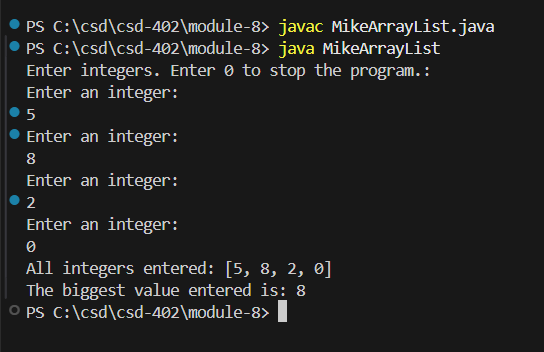 PS C:\csd\csd-402\module-8> javac MikeArrayList.java
PS C:\csd\csd-402\module-8> java MikeArrayList
Enter integers. Enter 0 to stop the program.:
Enter an integer:
5
Enter an integer:
8
Enter an integer:
2
Enter an integer:
0
All integers entered: [5, 8, 2, 0]
The biggest value entered is: 8
PS C:\csd\csd-402\module-8>